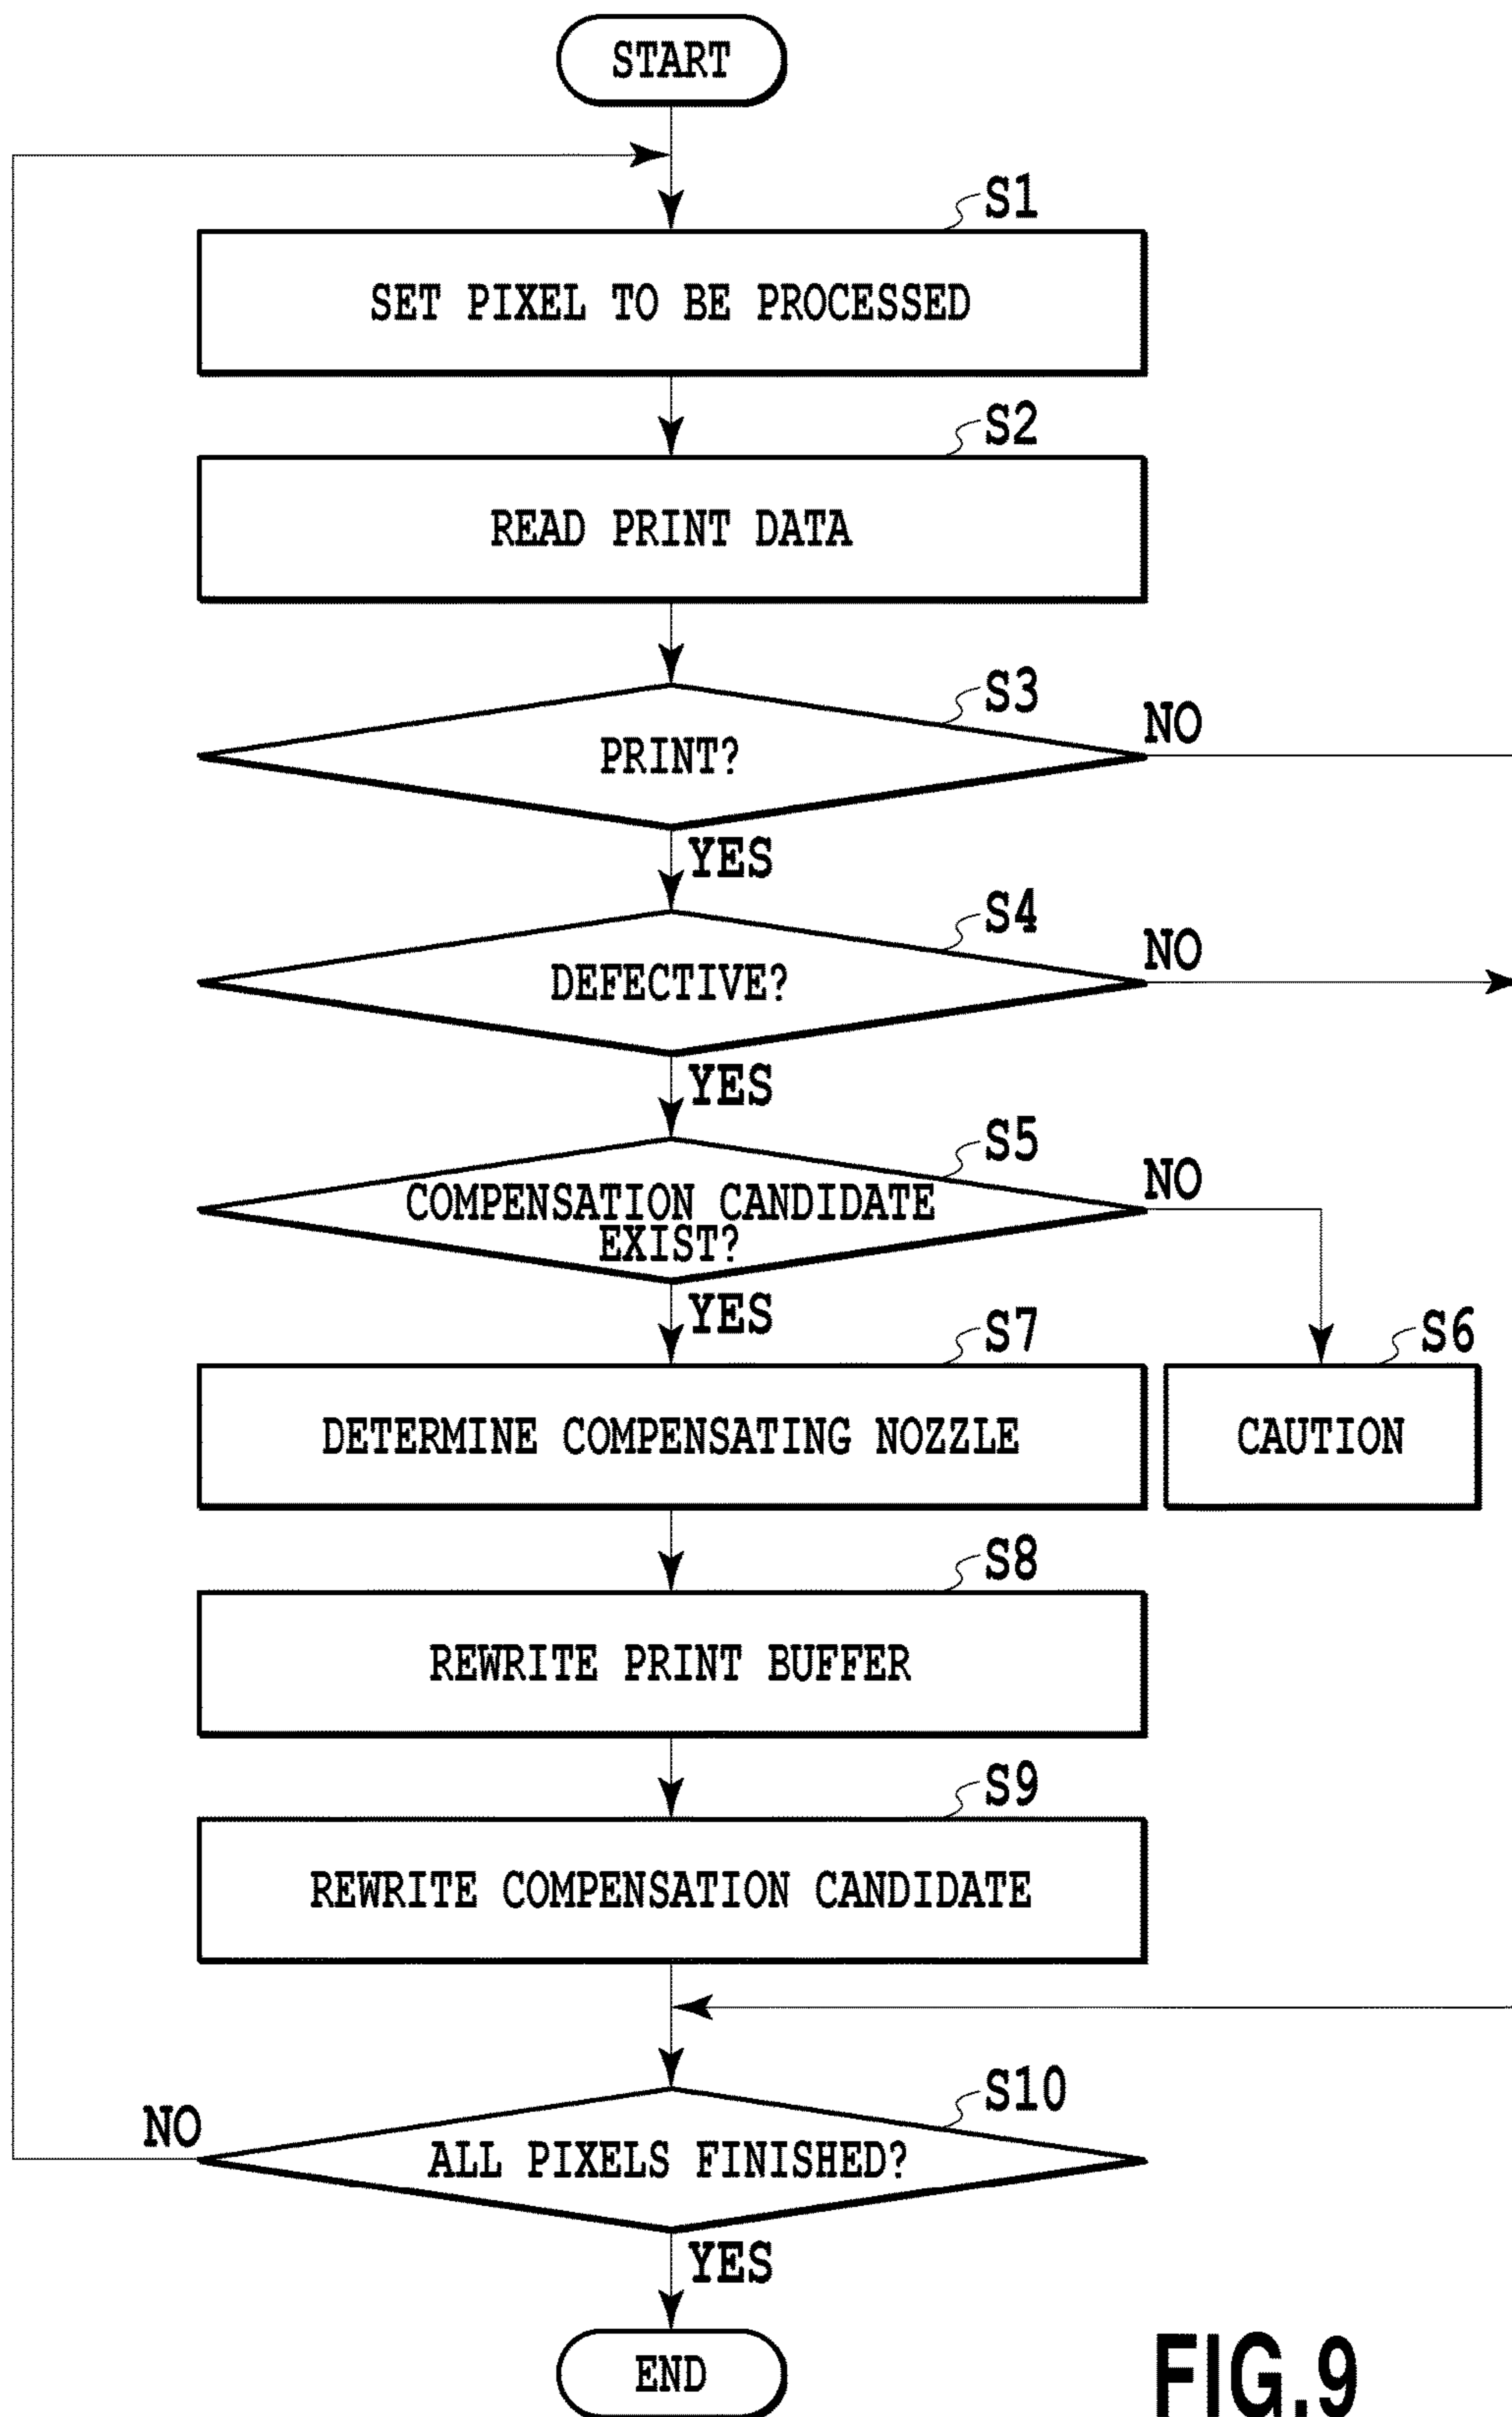 START
S1
SET PIXEL TO BE PROCESSED
S2
READ PRINT DATA
S3
PRINT?
NO
YES
S4
DEFECTIVE?
NO
YES
S5
COMPENSATION CANDIDATE
EXIST?
NO
YES
S7
DETERMINE COMPENSATING NOZZLE
S6
CAUTION
S8
REWRITE PRINT BUFFER
S9
REWRITE COMPENSATION CANDIDATE
S10
ALL PIXELS FINISHED?
NO
YES
END
FIG.9